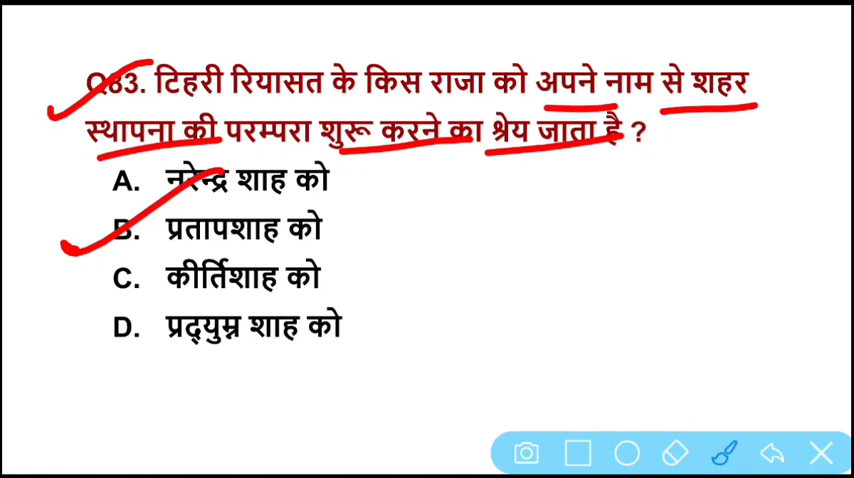 Q83. टिहरी रियासत के किस राजा को अपने नाम से शहर
स्थापना की परम्परा शुरू करने का श्रेय जाता है ?
A. नरेन्द्र शाह को
B. प्रतापशाह को
C. कीर्तिशाह को
D. प्रद्युम्न शाह को